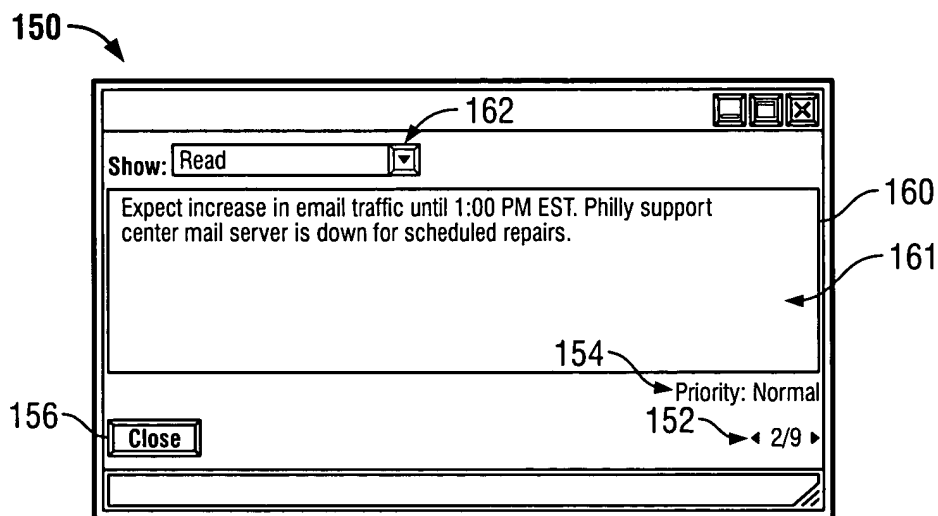 150
162
Show: Read
Expect increase in email traffic until 1:00 PM EST. Philly support
center mail server is down for scheduled repairs.
160
161
154
Priority: Normal
156
Close
152
2/9